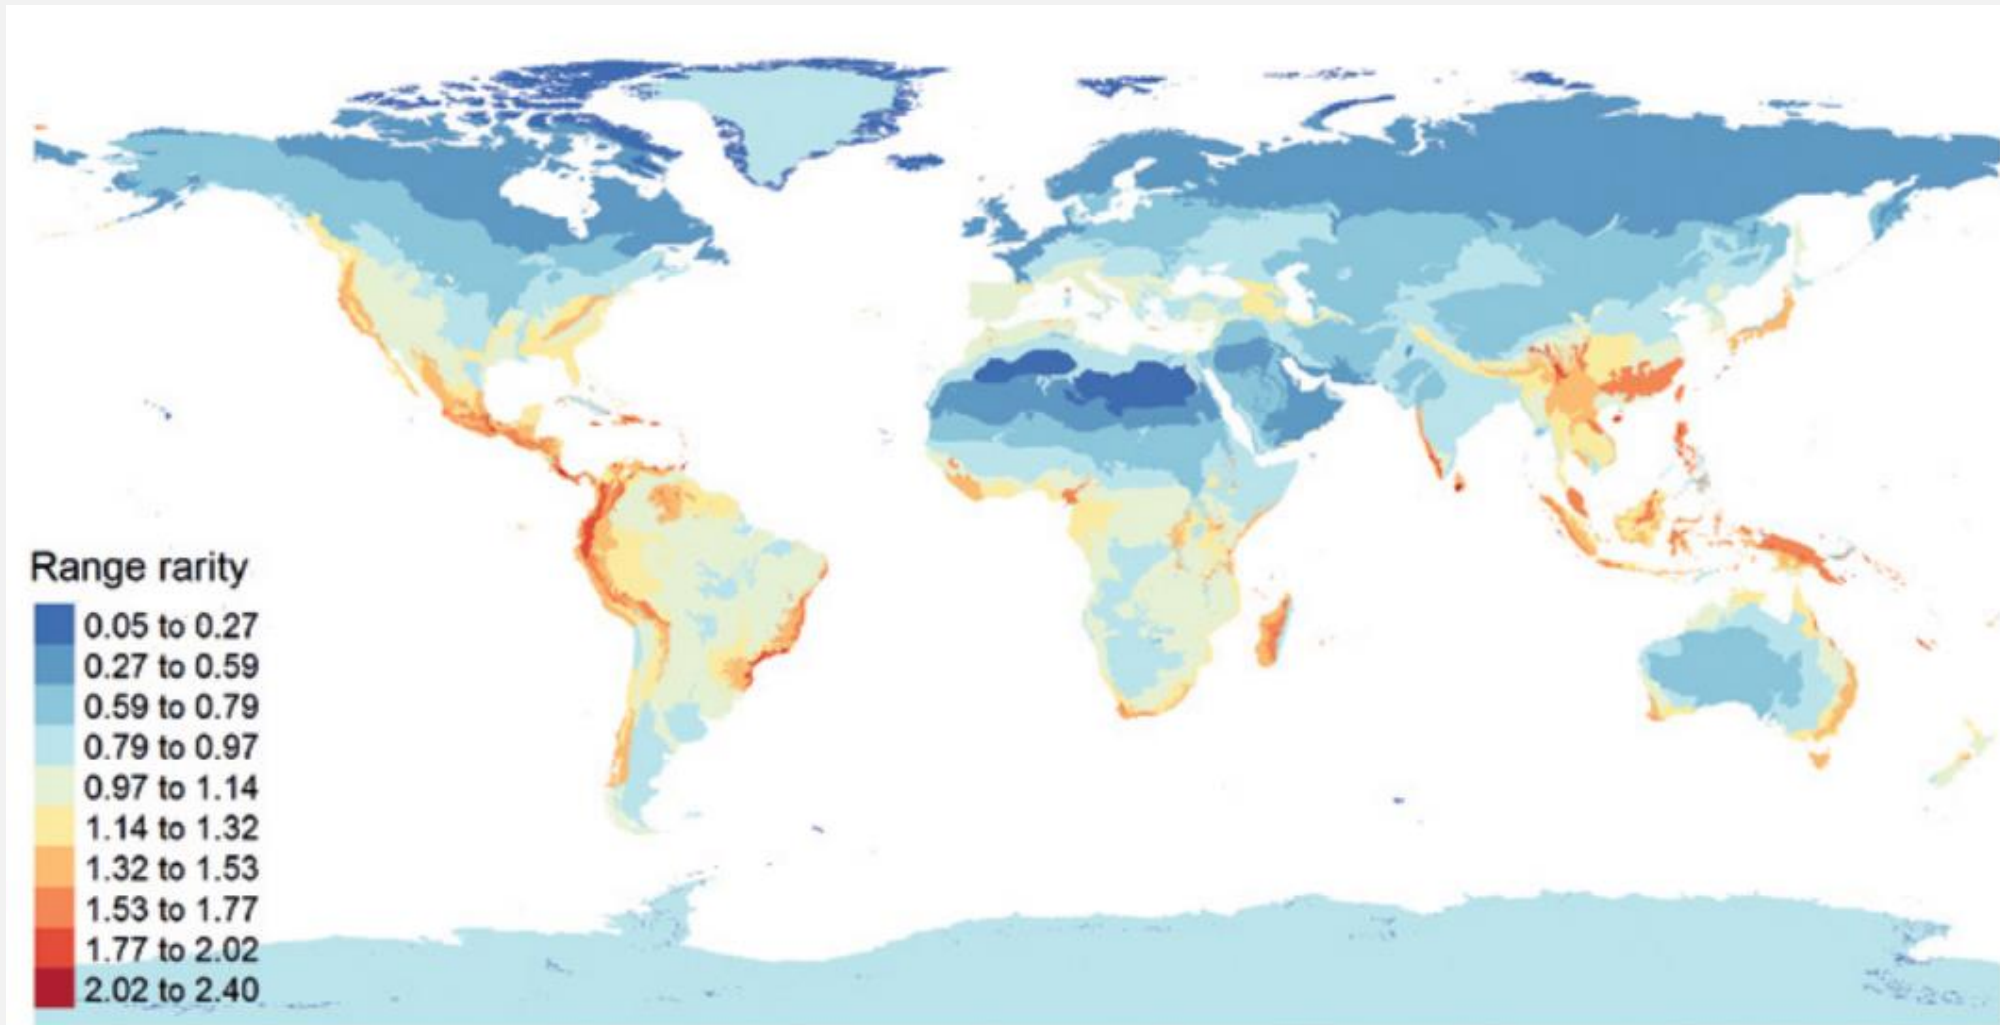 Range rarity
0.05 to 0.27
0.27 to 0.59
0.59 to 0.79
0.79 to 0.97
0.97 to 1.14
1.14 to 1.32
1.32 to 1.53
1.53 to 1.77
1.77 to 2.02
2.02 to 2.40